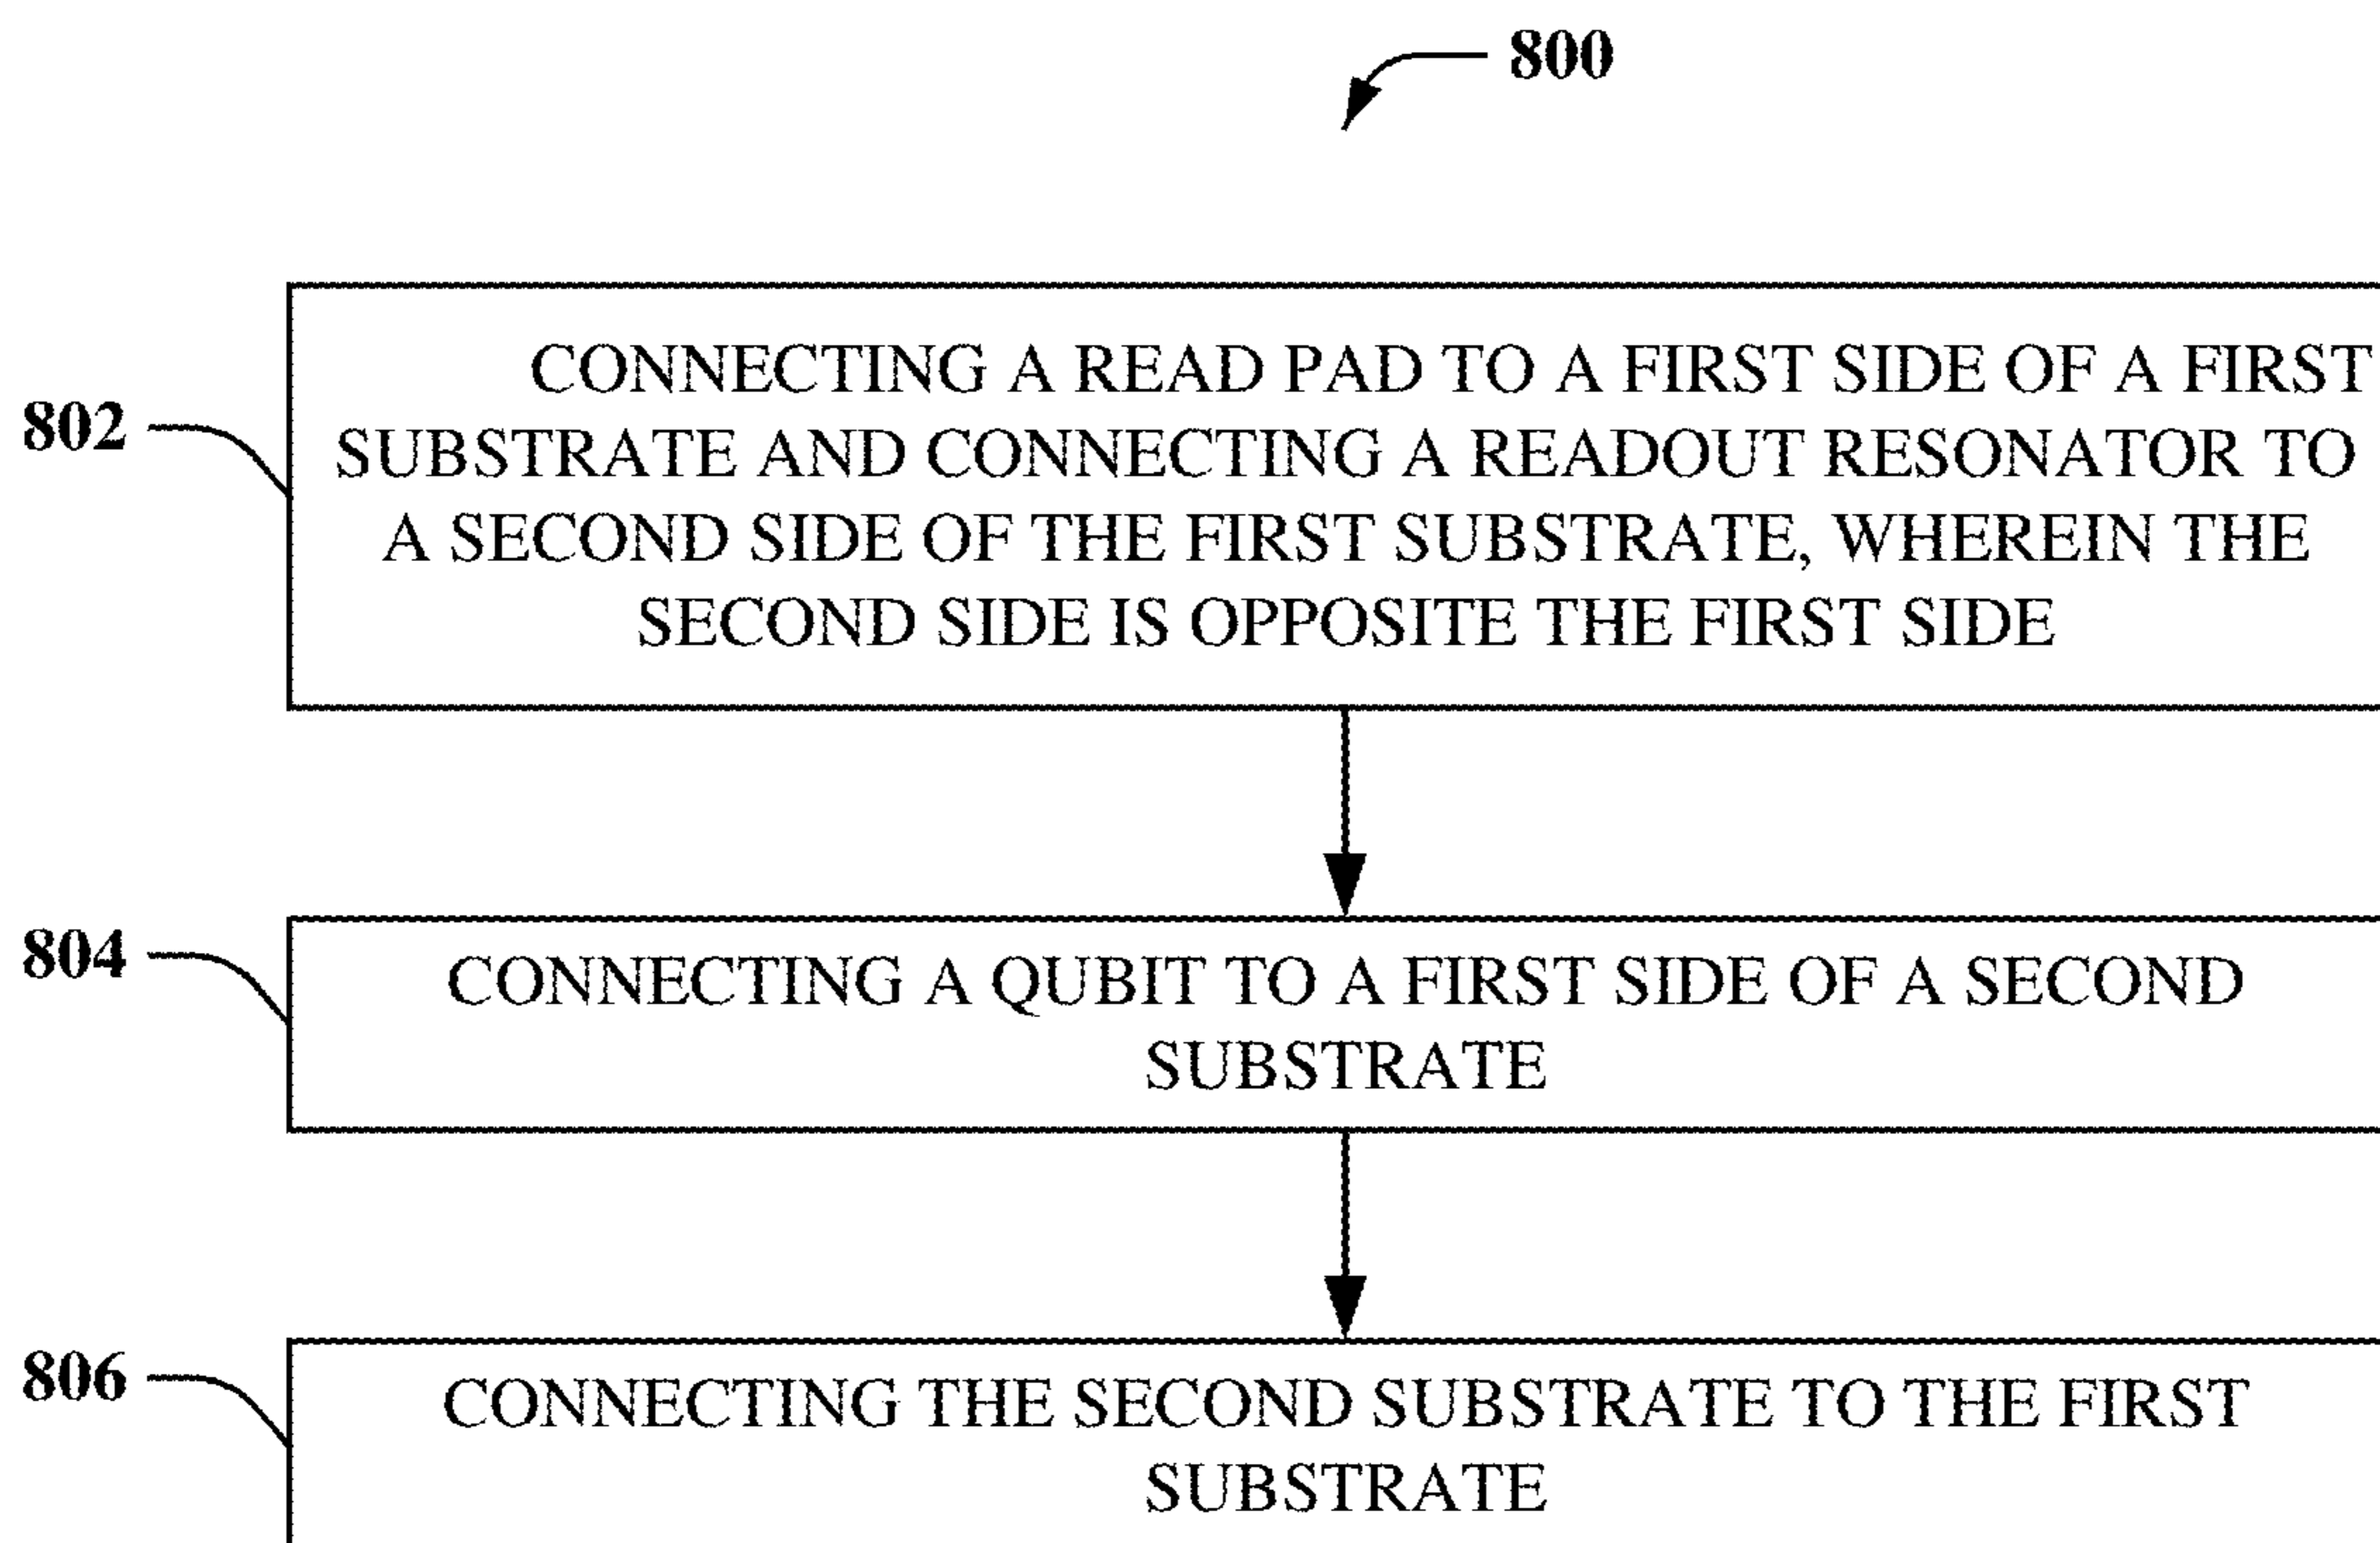 800
802
CONNECTING A READ PAD TO A FIRST SIDE OF A FIRST
SUBSTRATE AND CONNECTING A READOUT RESONATOR TO
A SECOND SIDE OF THE FIRST SUBSTRATE, WHEREIN THE
SECOND SIDE IS OPPOSITE THE FIRST SIDE
804
CONNECTING A QUBIT TO A FIRST SIDE OF A SECOND
SUBSTRATE
806
CONNECTING THE SECOND SUBSTRATE TO THE FIRST
SUBSTRATE